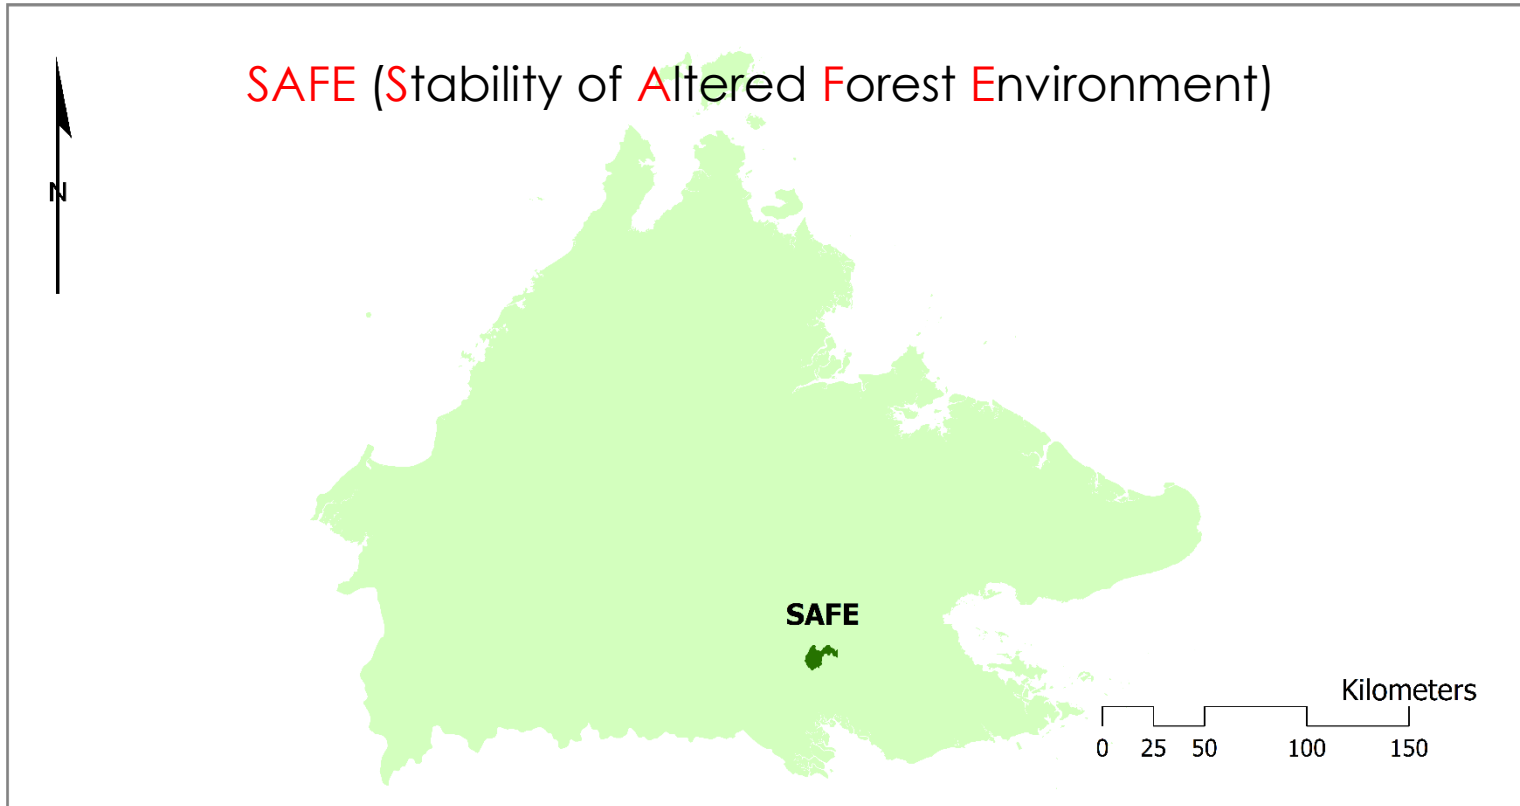 SAFE (Stability of Altered Forest Environment)
N
SAFE
Kilometers
0 25 50 100 150